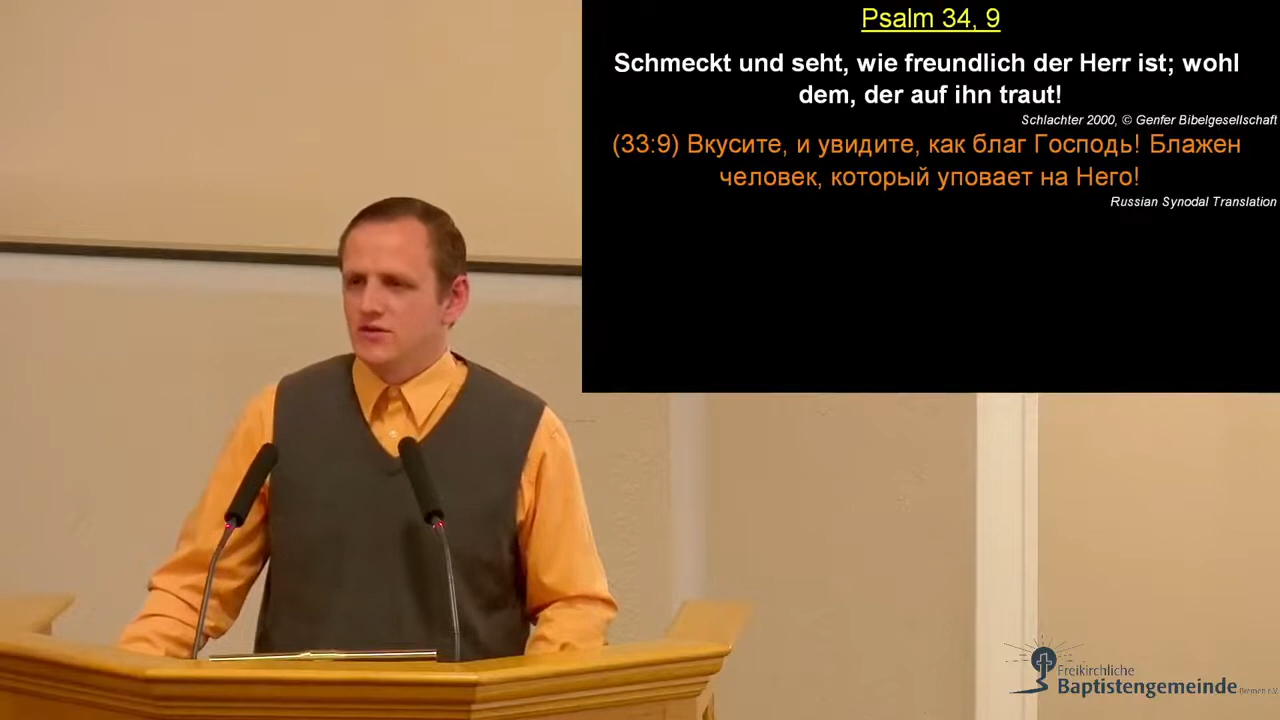 Psalm 34, 9
Schmeckt und seht, wie freundlich der Herr ist; wohl
dem, der auf ihn traut!
Schlachter 2000, © Genfer Bibelgesellschaft
(33:9) Вкусите, и увидите, как благ Господь! Блажен
человек, который уповает на Него!
Russian Synodal Translation
Freikirchliche
Baptistengemeinde Bremen e.V.